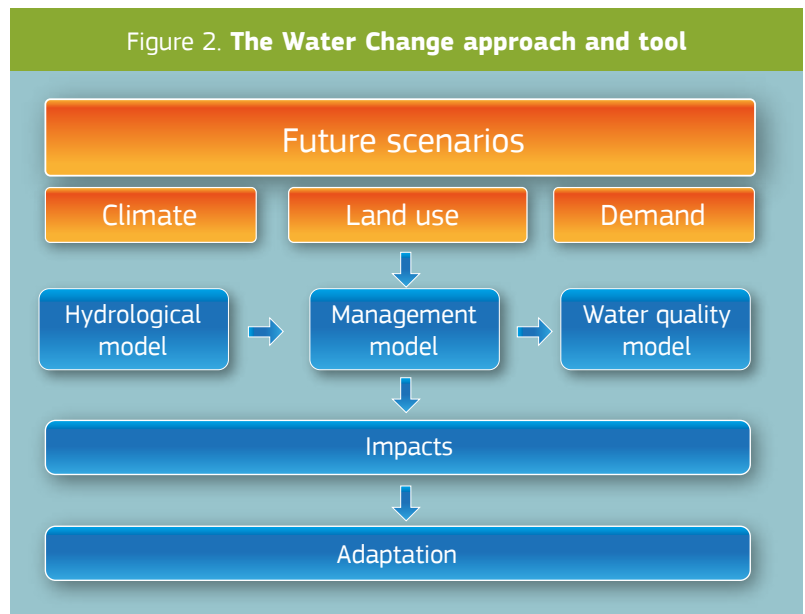 Figure 2. The Water Change approach and tool
Future scenarios
Climate
Land use
Demand
Hydrological
model
Management
model
Water quality
model
Impacts
Adaptation